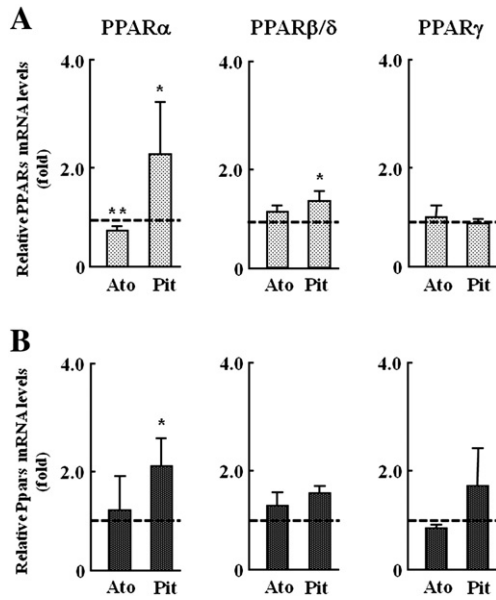 A
PPARα PPARβ/δ PPARγ
Relative PPARs mRNA levels
(fold)
4.0 4.0 4.0
2.0 2.0 2.0
0 0 0
* ** *
Ato Pit Ato Pit Ato Pit
B
Relative Ppars mRNA levels
(fold)
4.0 4.0 4.0
2.0 2.0 2.0
0 0 0
*
Ato Pit Ato Pit Ato Pit